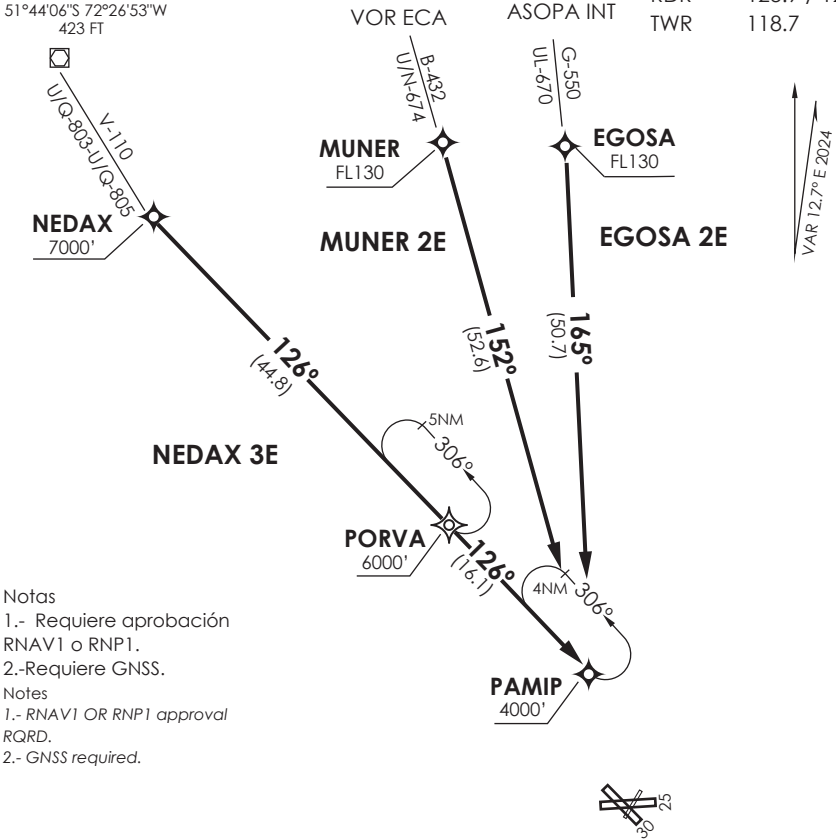 51°44'06"S 72°26'53"W
423 FT
VOR ECA
ASOPA INT
TWR 118.7
V-110
U/Q-803-U/Q-805
B-432
U/N-674
G-550
UL-670
VAR 12.7° E 2024
MUNER
FL130
EGOSA
FL130
NEDAX
7000'
MUNER 2E
EGOSA 2E
126°
(44.8)
152°
(52.6)
165°
(50.7)
NEDAX 3E
5NM
306°
PORVA
6000'
126°
(16.1)
4NM
306°
PAMIP
4000'
Notas
1.- Requiere aprobación
RNAV1 o RNP1.
2.-Requiere GNSS.
Notes
1.- RNAV1 OR RNP1 approval
RQRD.
2.- GNSS required.
25
30